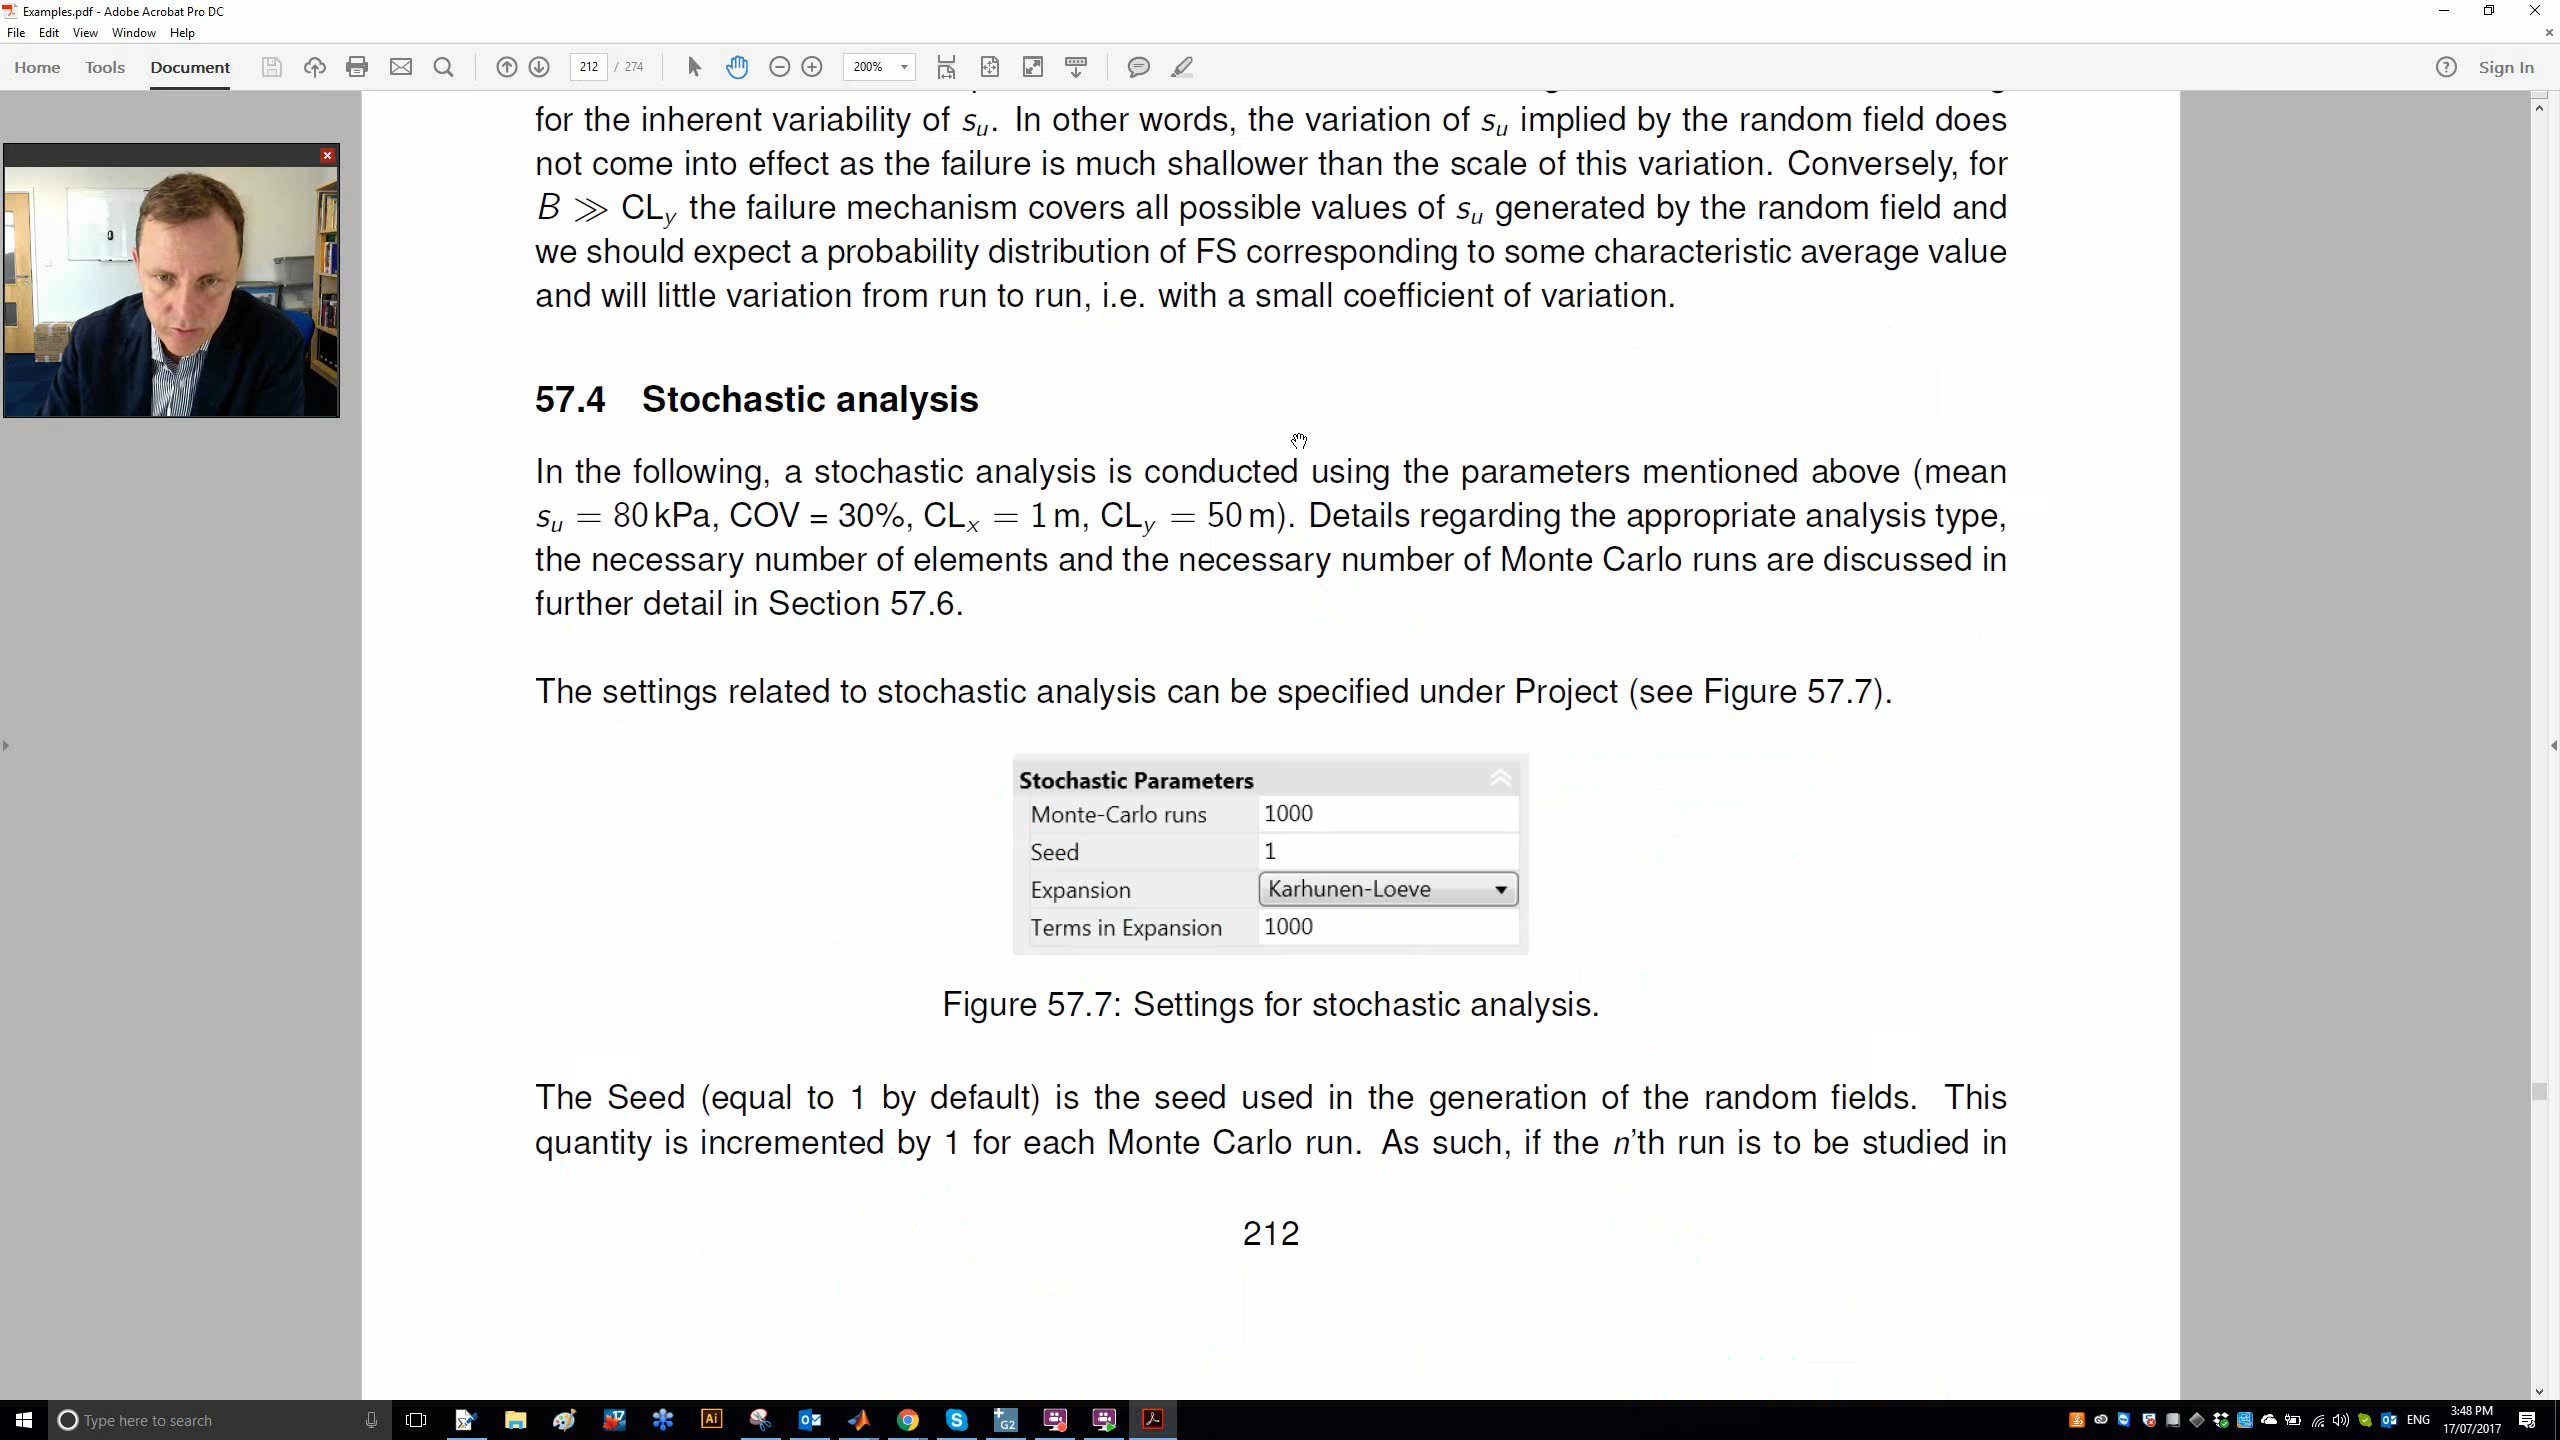 Examples.pdf - Adobe Acrobat Pro DC
File Edit View Window Help
Home Tools Document 212 / 274 200% Sign In
for the inherent variability of su. In other words, the variation of su implied by the random field does
not come into effect as the failure is much shallower than the scale of this variation. Conversely, for
B ≫ CLy the failure mechanism covers all possible values of su generated by the random field and
we should expect a probability distribution of FS corresponding to some characteristic average value
and will little variation from run to run, i.e. with a small coefficient of variation.
57.4 Stochastic analysis
In the following, a stochastic analysis is conducted using the parameters mentioned above (mean
su = 80 kPa, COV = 30%, CLx = 1 m, CLy = 50 m). Details regarding the appropriate analysis type,
the necessary number of elements and the necessary number of Monte Carlo runs are discussed in
further detail in Section 57.6.
The settings related to stochastic analysis can be specified under Project (see Figure 57.7).
Stochastic Parameters
Monte-Carlo runs 1000
Seed 1
Expansion Karhunen-Loeve
Terms in Expansion 1000
Figure 57.7: Settings for stochastic analysis.
The Seed (equal to 1 by default) is the seed used in the generation of the random fields. This
quantity is incremented by 1 for each Monte Carlo run. As such, if the n'th run is to be studied in
212
Type here to search
Ai
17
G2
ENG
3:48 PM
17/07/2017